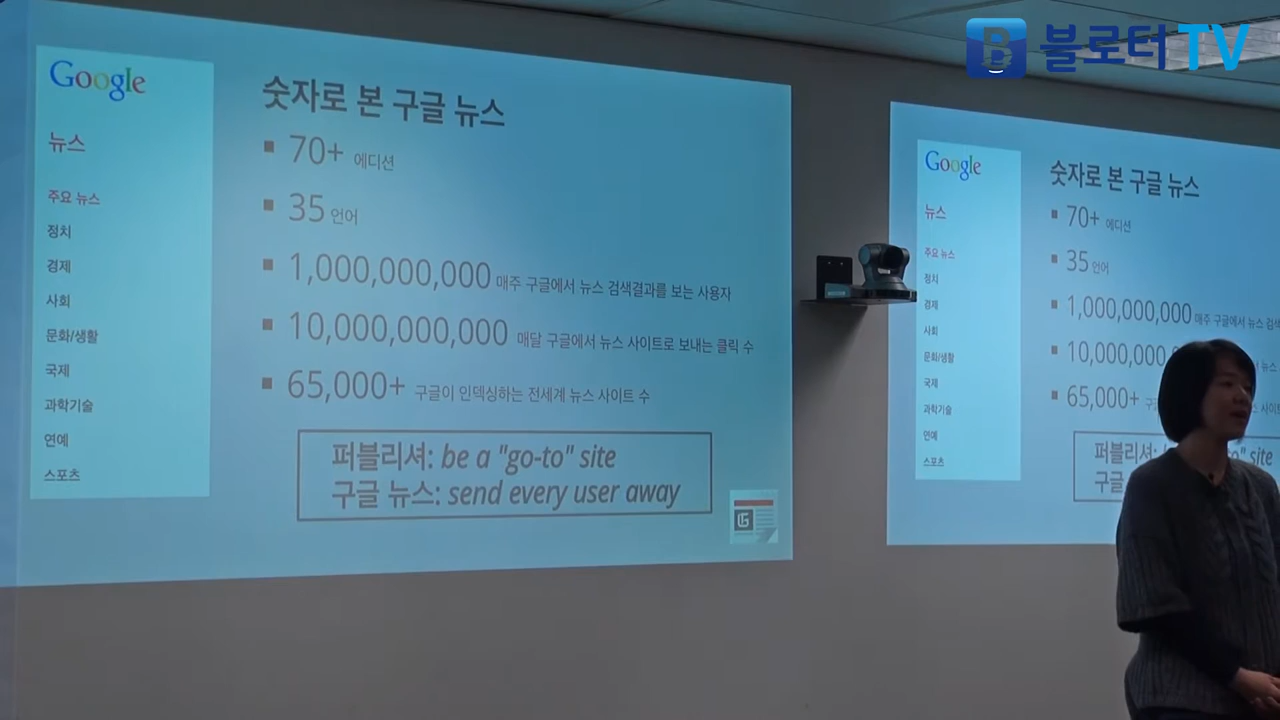 B 블로터 TV
Google
뉴스
주요 뉴스
정치
경제
사회
문화/생활
국제
과학기술
연예
스포츠
숫자로 본 구글 뉴스
70+ 에디션
35 언어
1,000,000,000 매주 구글에서 뉴스 검색결과를 보는 사용자
10,000,000,000 매달 구글에서 뉴스 사이트로 보내는 클릭 수
65,000+ 구글이 인덱싱하는 전세계 뉴스 사이트 수
퍼블리셔: be a "go-to" site
구글 뉴스: send every user away
G
Google
뉴스
주요 뉴스
정치
경제
사회
문화/생활
국제
과학기술
연예
스포츠
숫자로 본 구글 뉴스
70+ 에디션
35 언어
1,000,000,000 매주 구글에서 뉴스
10,000,000
65,000+
퍼블리셔: site
구글